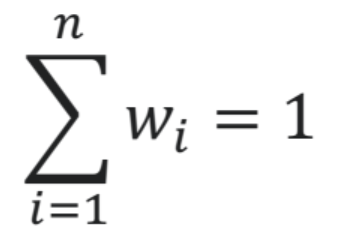 n
∑ wᵢ = 1
i=1